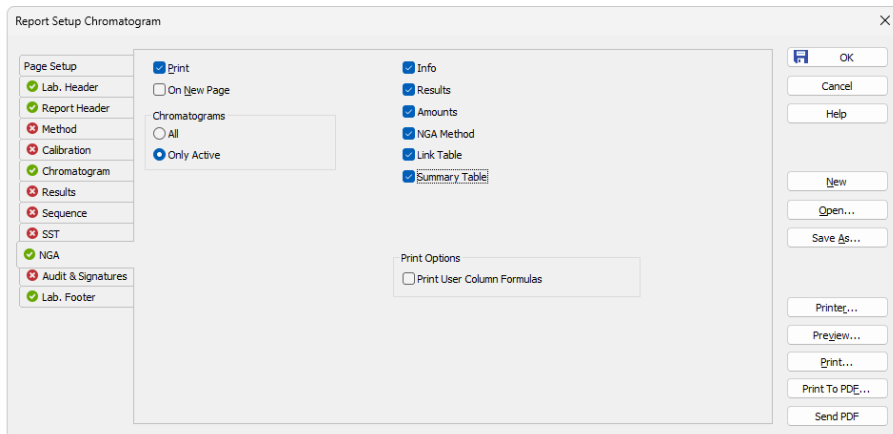 Report Setup Chromatogram
Page Setup
Lab. Header
Report Header
Method
Calibration
Chromatogram
Results
Sequence
SST
NGA
Audit & Signatures
Lab. Footer
Print
On New Page
Chromatograms
All
Only Active
Info
Results
Amounts
NGA Method
Link Table
Summary Table
Print Options
Print User Column Formulas
OK
Cancel
Help
New
Open...
Save As...
Printer...
Preview...
Print...
Print To PDF...
Send PDF